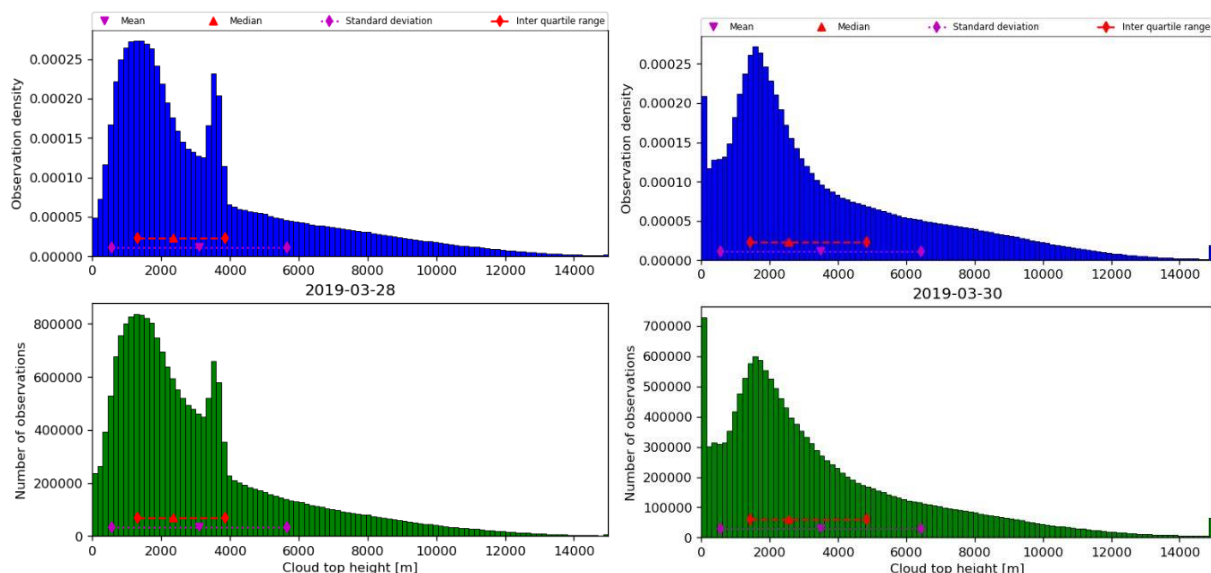 Mean Median Standard deviation Inter quartile range
Observation density
0.00025
0.00020
0.00015
0.00010
0.00005
0.00000
0 2000 4000 6000 8000 10000 12000 14000
2019-03-28
Number of observations
800000
600000
400000
200000
0
0 2000 4000 6000 8000 10000 12000 14000
Cloud top height [m]
Mean Median Standard deviation Inter quartile range
Observation density
0.00025
0.00020
0.00015
0.00010
0.00005
0.00000
0 2000 4000 6000 8000 10000 12000 14000
2019-03-30
Number of observations
700000
600000
500000
400000
300000
200000
100000
0
0 2000 4000 6000 8000 10000 12000 14000
Cloud top height [m]